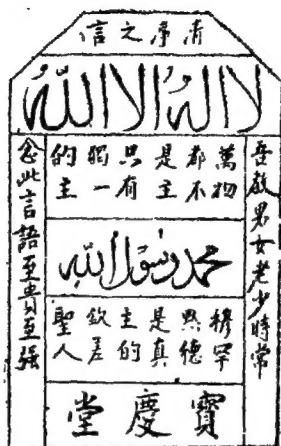 清淨之信
لا اله الا الله
吾教男女老少時常
念此言語至貴至强
萬物
都不
是主
只有
獨一
的主
محمد رسول الله
穆罕
黙德
是真
主的
欽差
聖人
寶慶堂